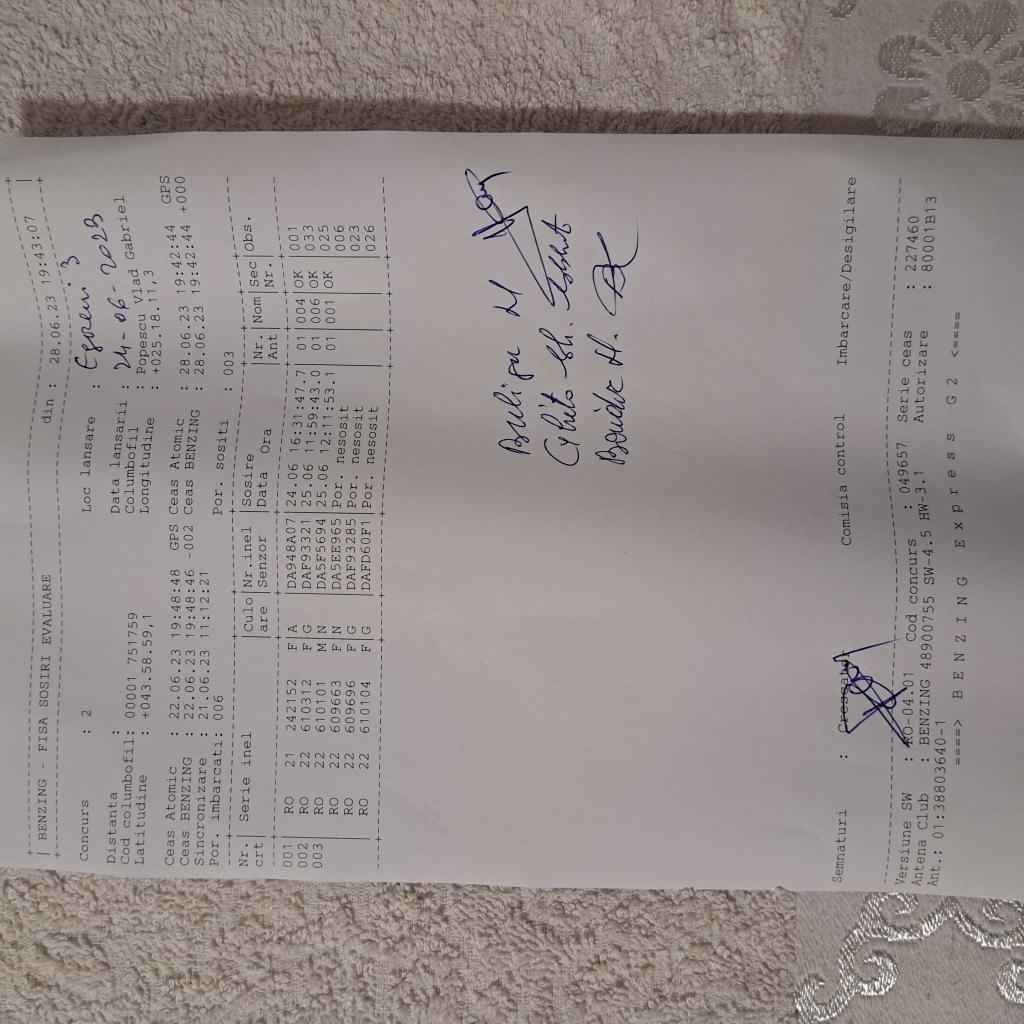 BENZING - FISA SOSIRI EVALUARE din : 28.06.23 19:43:07
Concurs : 2 Loc lansare : 3
Distanta : Data lansarii : 24-06-2023
Cod columbofil: 00001 751759 Columbofil : Popescu Vlad Gabriel
Latitudine : +043.58.59,1 Longitudine : +025.18.11,3
Ceas Atomic : 22.06.23 19:48:48 GPS Ceas Atomic : 28.06.23 19:42:44 GPS
Ceas BENZING : 22.06.23 19:48:46 -002 Ceas BENZING : 28.06.23 19:42:44 +000
Sincronizare : 21.06.23 11:12:21
Por. imbarcati: 006 Por. sositi : 003
Nr. | Serie inel |Culo|Nr.inel |Sosire |Nr. |Nom|Sec|Obs.
crt | |are |Senzor |Data Ora |Ant | |Nr.|
001 RO 21 242152 F A |DA948A07|24.06 16:31:47.7|01|004|OK|001
002 RO 22 610312 F G |DAF93321|25.06 11:59:43.0|01|006|OK|033
003 RO 22 610101 M N |DA5F5694|25.06 12:11:53.1|01|001|OK|025
RO 22 609663 F N |DA5EE965|Por. nesosit | | | |006
RO 22 609696 F G |DAF93285|Por. nesosit | | | |023
RO 22 610104 F G |DAFD60F1|Por. nesosit | | | |026
Semnaturi : Crescator Comisia control Imbarcare/Desigilare
Versiune SW : RO-04.01 Cod concurs : 049657 Serie ceas : 227460
Antena Club : BENZING 48900755 SW-4.5 HW-3.1 Autorizare : 80001B13
Ant.: 01:38803640-1
====> B E N Z I N G E x p r e s s G 2 <====